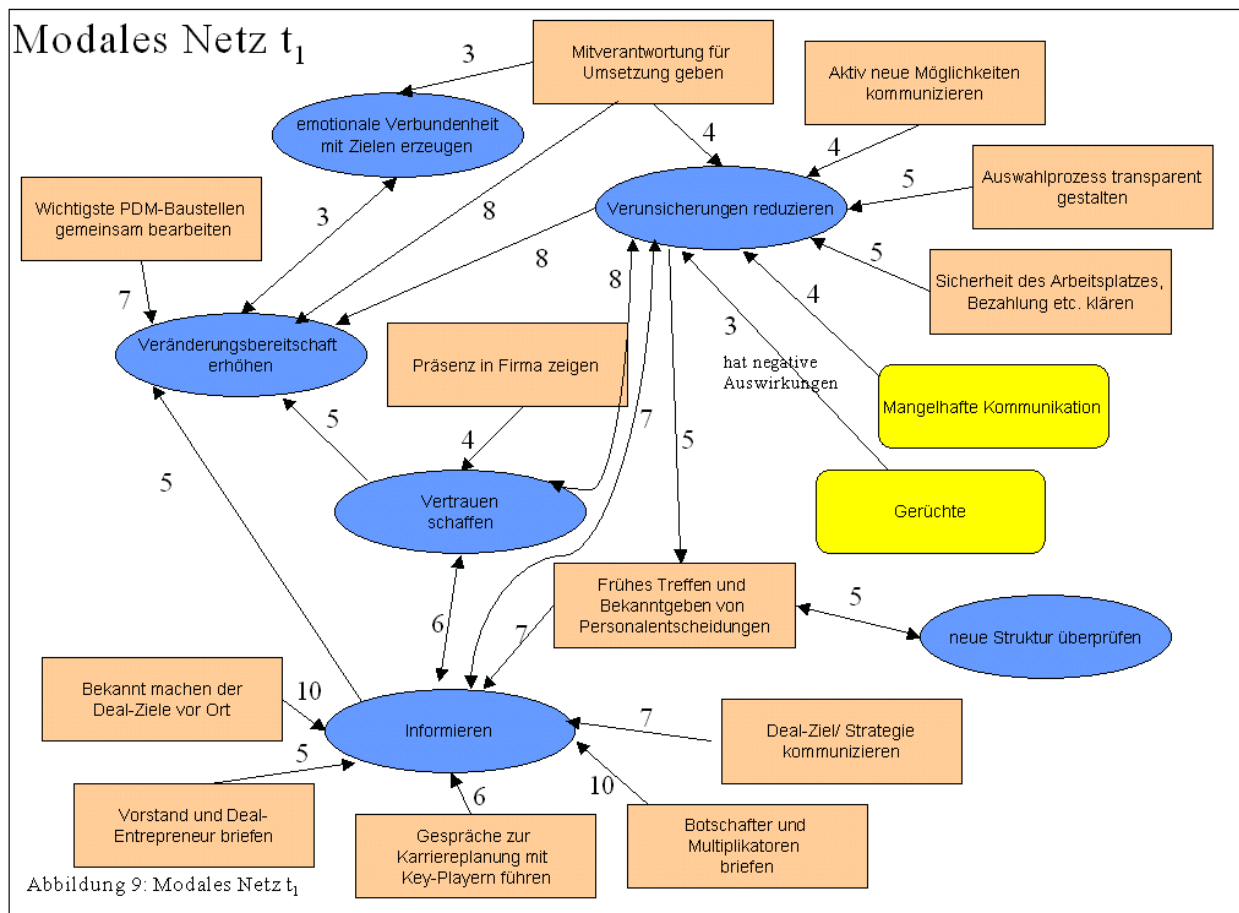 Modales Netz t1
3
Mitverantwortung für
Umsetzung geben
Aktiv neue Möglichkeiten
kommunizieren
emotionale Verbundenheit
mit Zielen erzeugen
4
4
Auswahlprozess transparent
gestalten
5
Wichtigste PDM-Baustellen
gemeinsam bearbeiten
3
8
Verunsicherungen reduzieren
8
8
5
Sicherheit des Arbeitsplatzes,
Bezahlung etc. klären
7
4
3
Veränderungsbereitschaft
erhöhen
Präsenz in Firma zeigen
hat negative
Auswirkungen
Mangelhafte Kommunikation
5
4
7
5
5
Vertrauen
schaffen
Gerüchte
Frühes Treffen und
Bekanntgeben von
Personalentscheidungen
5
neue Struktur überprüfen
6
7
Bekannt machen der
Deal-Ziele vor Ort
10
Informieren
7
Deal-Ziel/ Strategie
kommunizieren
5
6
10
Vorstand und Deal-
Entrepreneur briefen
Gespräche zur
Karriereplanung mit
Key-Playern führen
Botschafter und
Multiplikatoren
briefen
Abbildung 9: Modales Netz t1